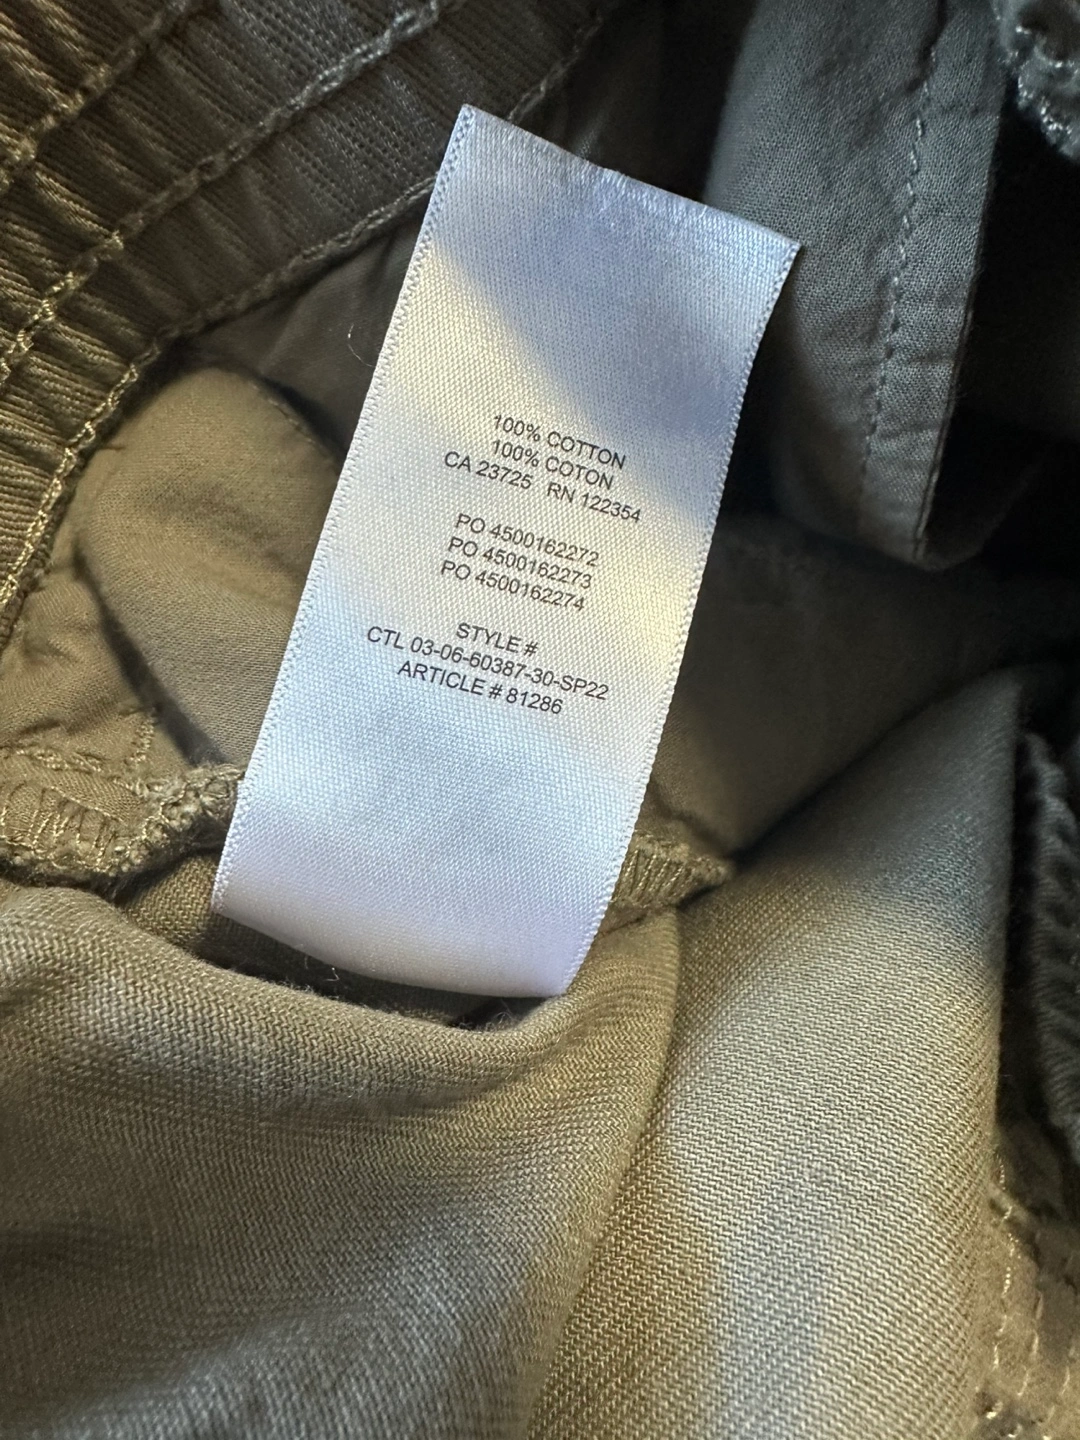 100% COTTON
100% COTON
CA 23725 RN 122354
PO 4500162272
PO 4500162273
PO 4500162274
STYLE #
CTL 03-06-60387-30-SP22
ARTICLE # 81286